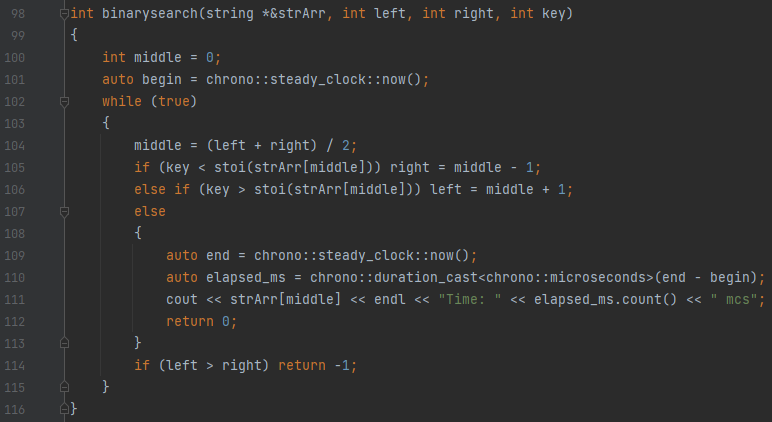 98 int binarysearch(string *&strArr, int left, int right, int key)
99 {
100     int middle = 0;
101     auto begin = chrono::steady_clock::now();
102     while (true)
103     {
104         middle = (left + right) / 2;
105         if (key < stoi(strArr[middle])) right = middle - 1;
106         else if (key > stoi(strArr[middle])) left = middle + 1;
107         else
108         {
109             auto end = chrono::steady_clock::now();
110             auto elapsed_ms = chrono::duration_cast<chrono::microseconds>(end - begin);
111             cout << strArr[middle] << endl << "Time: " << elapsed_ms.count() << " mcs";
112             return 0;
113         }
114         if (left > right) return -1;
115     }
116 }